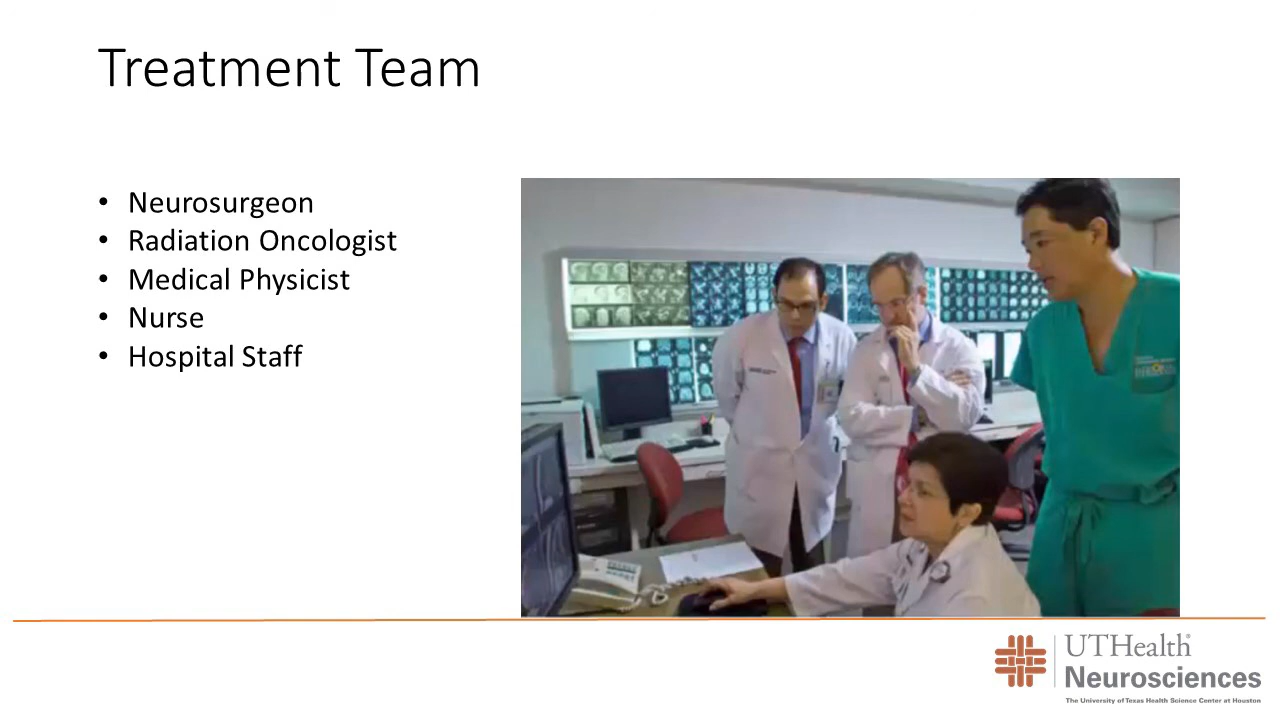 Treatment Team
• Neurosurgeon
• Radiation Oncologist
• Medical Physicist
• Nurse
• Hospital Staff
UTHealth®
Neurosciences
The University of Texas Health Science Center at Houston